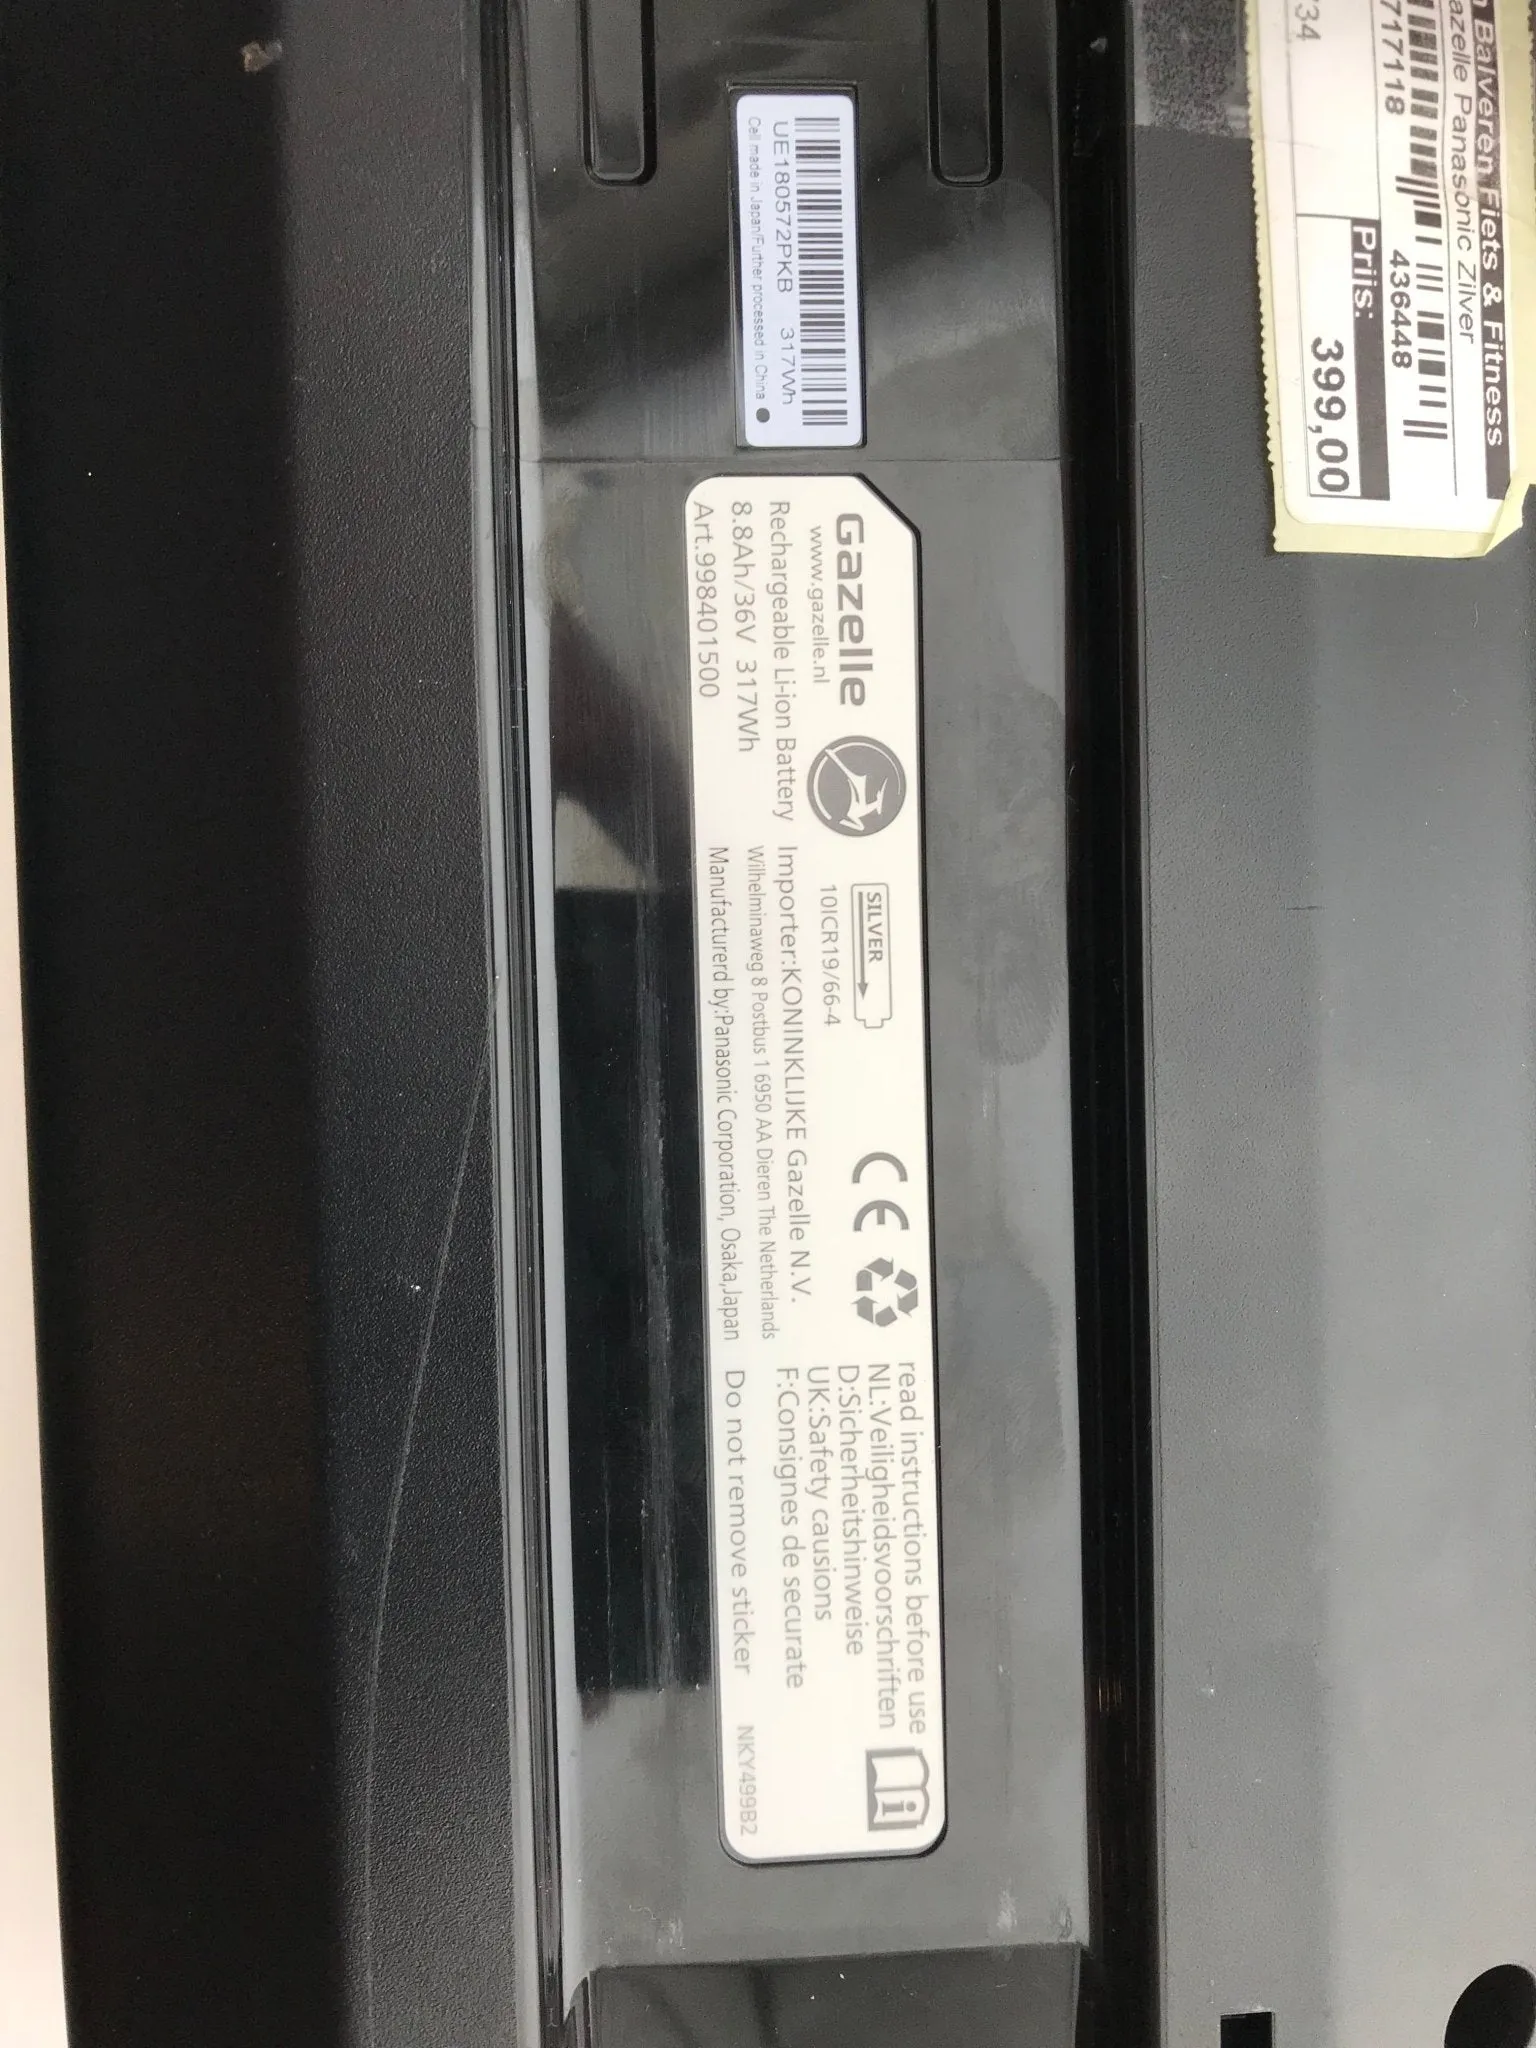 Balveren Fiets & Fitness
azelle Panasonic Zilver
717118
436448
34
Prijs:
399,00
UE180572PKB 317Wh
Cell made in Japan/Further processed in China
Gazelle
www.gazelle.nl
Rechargeable Li-ion Battery
8.8Ah/36V 317Wh
Art.998401500
SILVER
10ICR19/66-4
Importer:KONINKLIJKE Gazelle N.V.
Wilhelminaweg 8 Postbus 1 6950 AA Dieren The Netherlands
Manufacturerd by:Panasonic Corporation, Osaka,Japan
CE
read instructions before use
NL:Veiligheidsvoorschriften
D:Sicherheitshinweise
UK:Safety causions
F:Consignes de securate
Do not remove sticker
NKY499B2